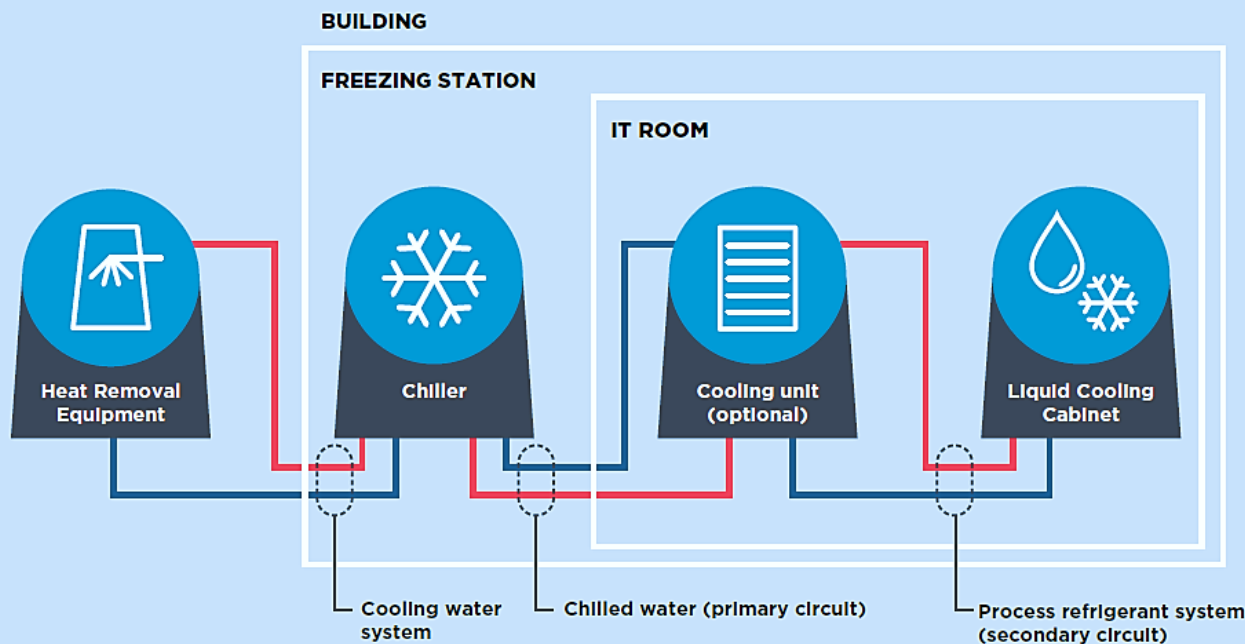 BUILDING
FREEZING STATION
IT ROOM
Heat Removal
Equipment
Chiller
Cooling unit
(optional)
Liquid Cooling
Cabinet
Cooling water
system
Chilled water (primary circuit)
Process refrigerant system
(secondary circuit)